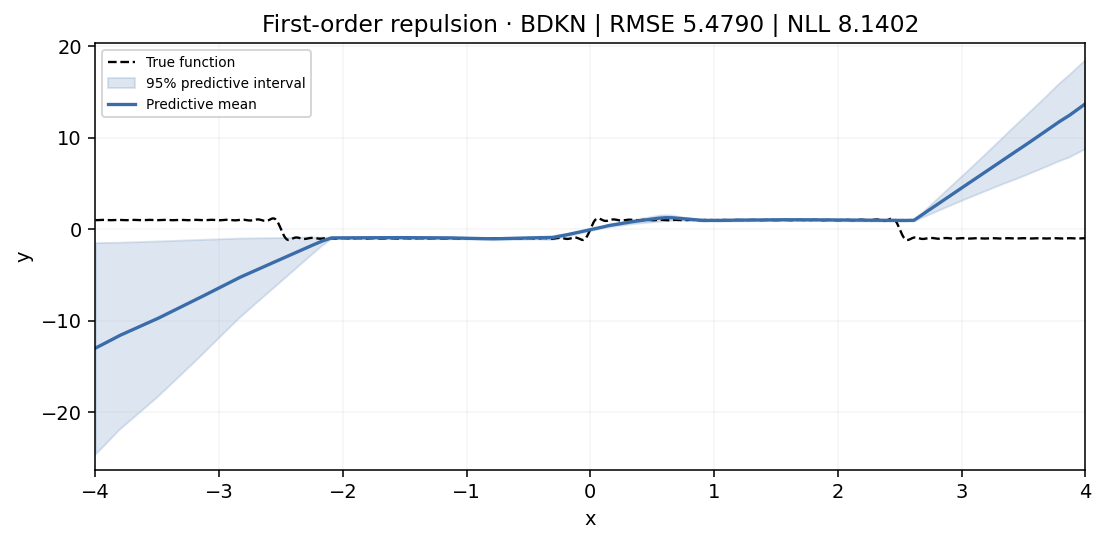 First-order repulsion · BDKN | RMSE 5.4790 | NLL 8.1402
True function
95% predictive interval
Predictive mean
20
10
0
−10
−20
y
−4
−3
−2
−1
0
1
2
3
4
x